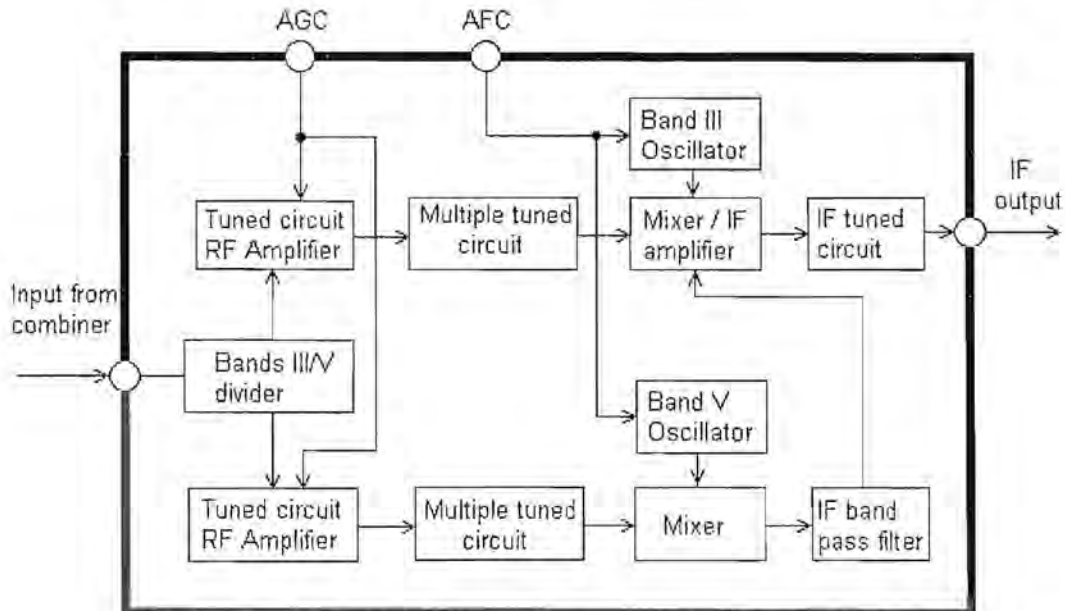 AGC
AFC
Band III
Oscillator
IF
output
Tuned circuit
RF Amplifier
Multiple tuned
circuit
Mixer / IF
amplifier
IF tuned
circuit
Input from
combiner
Bands III/V
divider
Band V
Oscillator
Tuned circuit
RF Amplifier
Multiple tuned
circuit
Mixer
IF band
pass filter